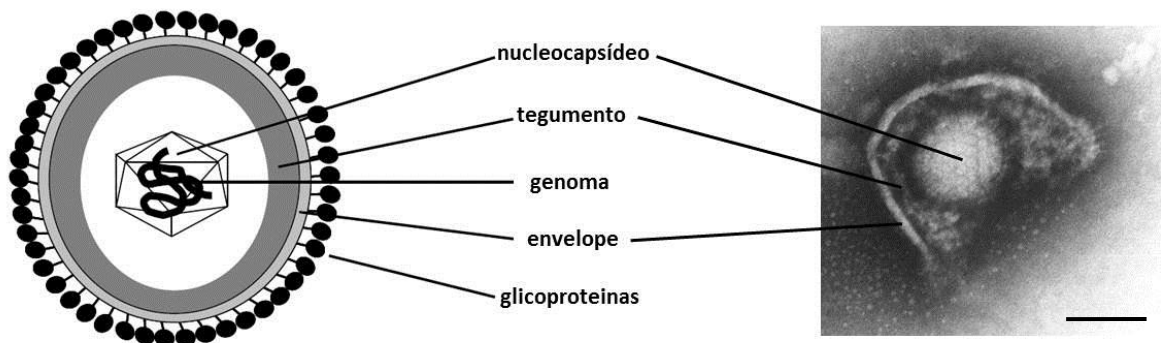 nucleocapsídeo
tegumento
genoma
envelope
glicoproteinas